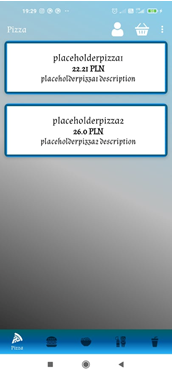 10:29
Pizza
placeholderpizza1
22.21 PLN
placeholderpizza1 description
placeholderpizza2
26.0 PLN
placeholderpizza2 description
Pizza